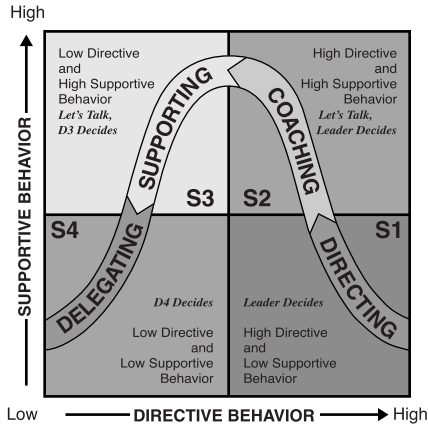 High
Low Directive
and
High Supportive
Behavior
Let's Talk,
D3 Decides
High Directive
and
High Supportive
Behavior
Let's Talk,
Leader Decides
SUPPORTING
COACHING
S3
S2
S4
S1
DELEGATING
DIRECTING
D4 Decides
Low Directive
and
Low Supportive
Behavior
Leader Decides
High Directive
and
Low Supportive
Behavior
SUPPORTIVE BEHAVIOR
Low
DIRECTIVE BEHAVIOR
High